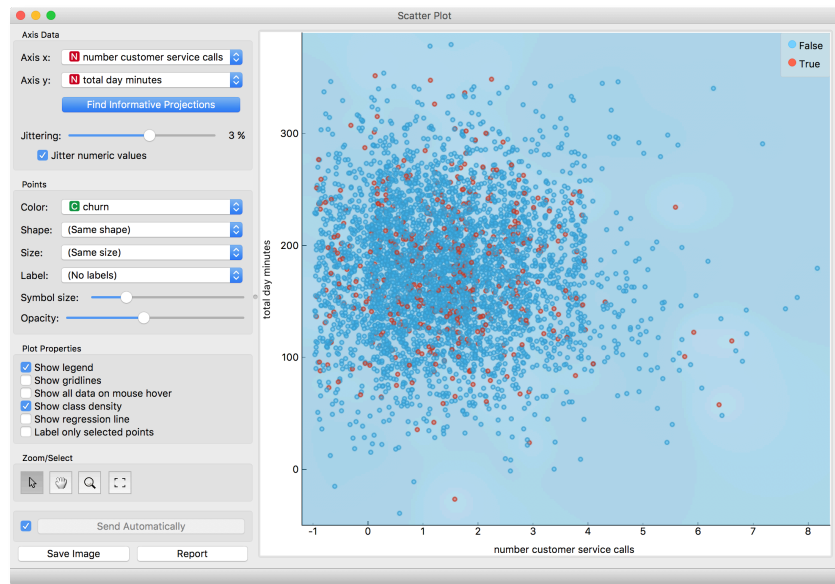 Scatter Plot
Axis Data
Axis x: N number customer service calls
Axis y: N total day minutes
Find Informative Projections
Jittering: 3 %
Jitter numeric values
Points
Color: C churn
Shape: (Same shape)
Size: (Same size)
Label: (No labels)
Symbol size:
Opacity:
Plot Properties
Show legend
Show gridlines
Show all data on mouse hover
Show class density
Show regression line
Label only selected points
Zoom/Select
Send Automatically
Save Image Report
False
True
total day minutes
300
200
100
0
-1 0 1 2 3 4 5 6 7 8
number customer service calls